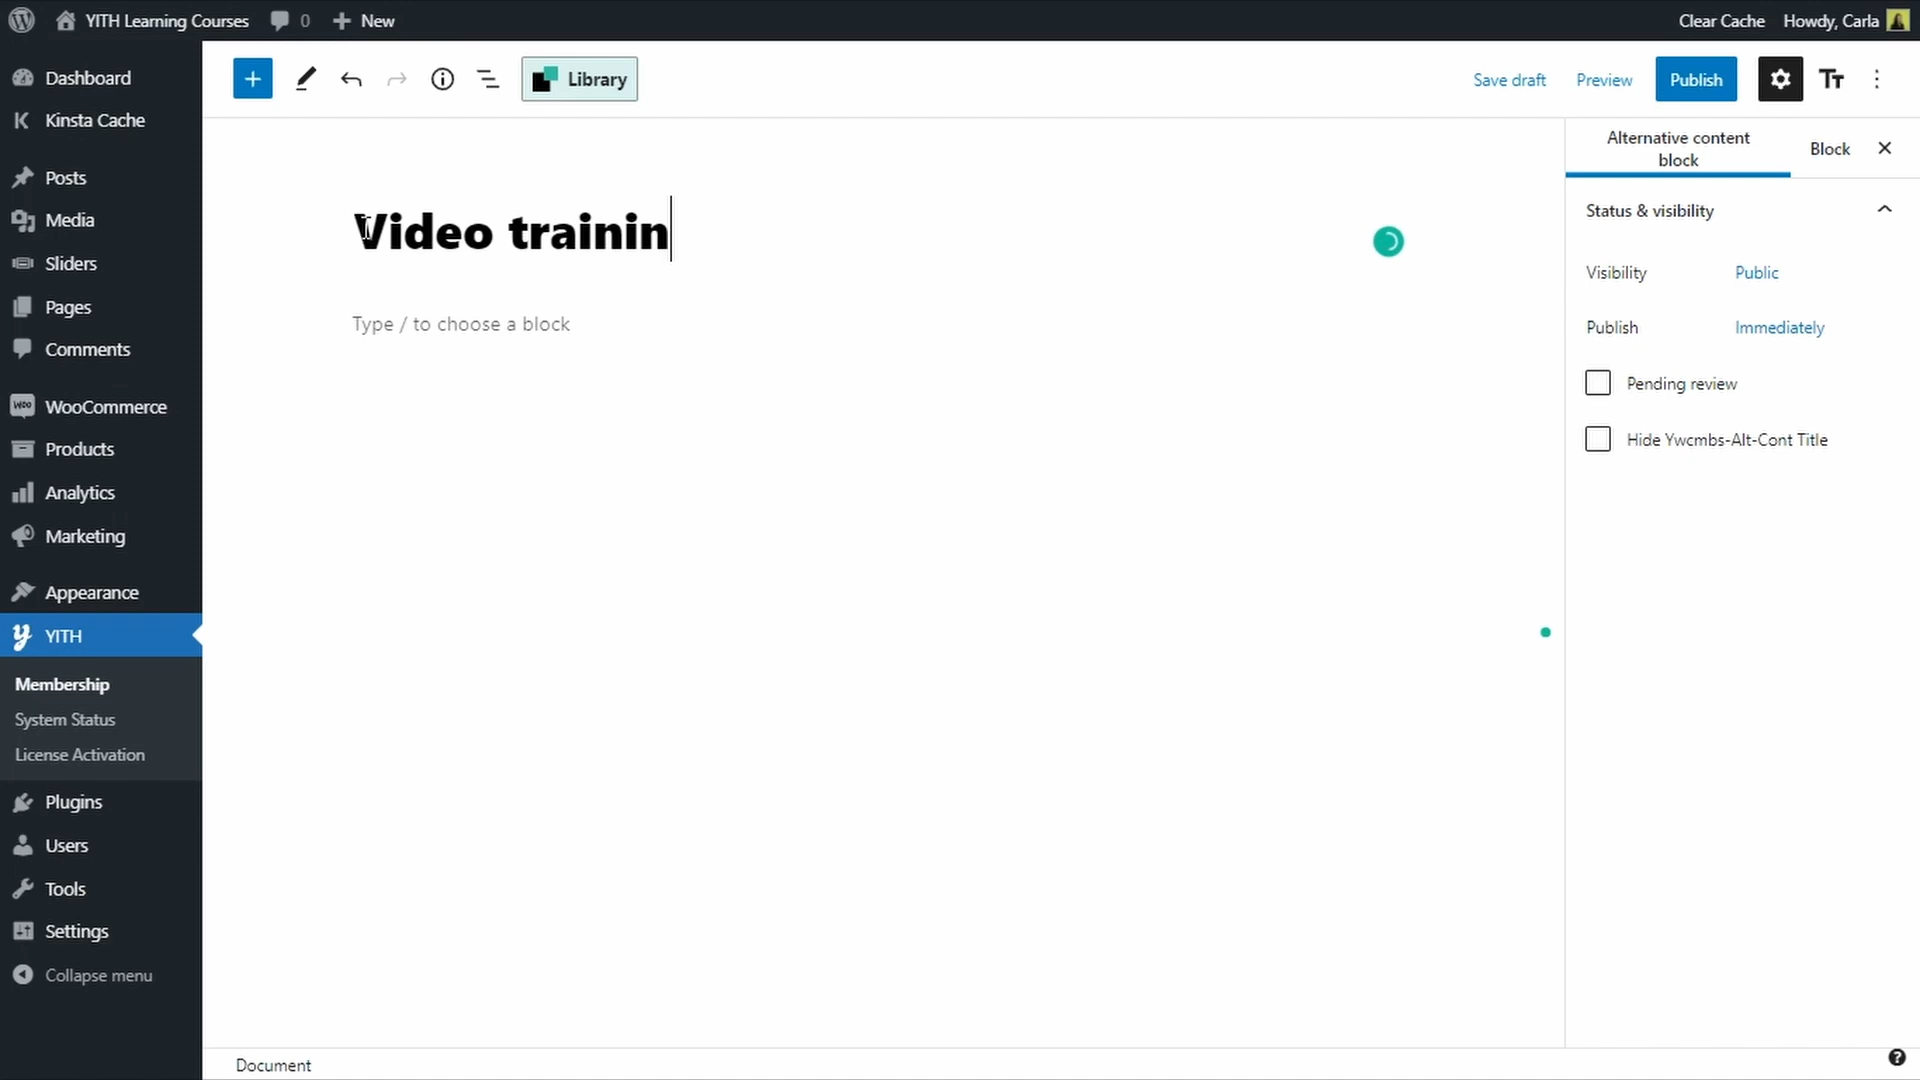 YITH Learning Courses 0 New Clear Cache Howdy, Carla
Dashboard
Kinsta Cache
Posts
Media
Sliders
Pages
Comments
WooCommerce
Products
Analytics
Marketing
Appearance
YITH
Membership
System Status
License Activation
Plugins
Users
Tools
Settings
Collapse menu
Library
Save draft
Preview
Publish
Video trainin
Type / to choose a block
Alternative content
block
Block
Status & visibility
Visibility Public
Publish Immediately
Pending review
Hide Ywcmbs-Alt-Cont Title
Document